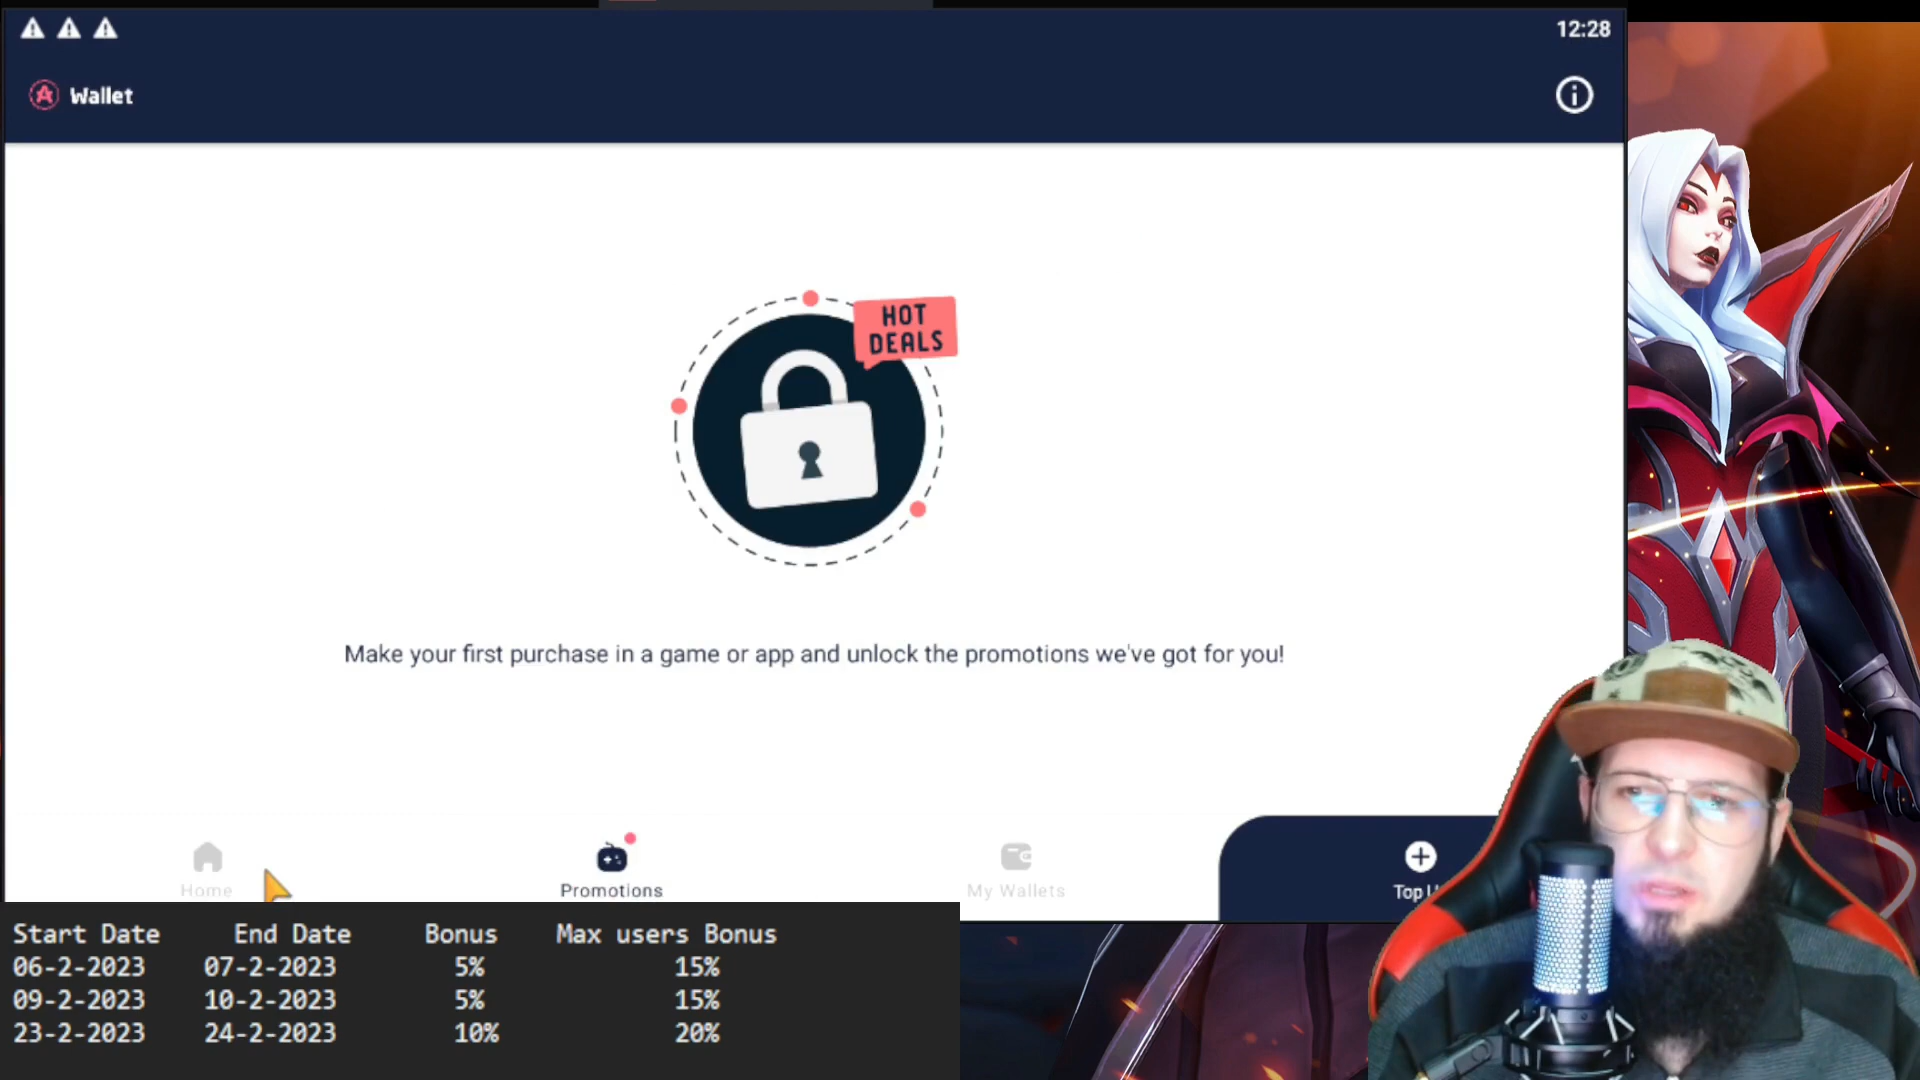 12:28
Wallet
HOT
DEALS
Make your first purchase in a game or app and unlock the promotions we've got for you!
Home
Promotions
My Wallets
Top
Start Date End Date Bonus Max users Bonus
06-2-2023 07-2-2023 5% 15%
09-2-2023 10-2-2023 5% 15%
23-2-2023 24-2-2023 10% 20%